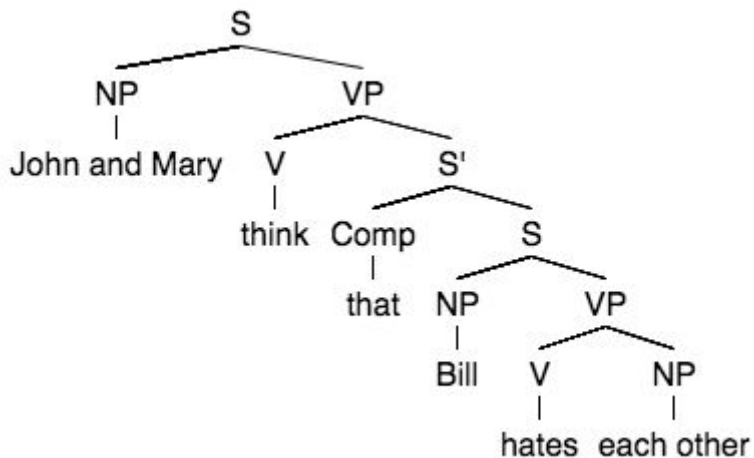 S
NP VP
John and Mary V S'
think Comp S
that NP VP
Bill V NP
hates each other